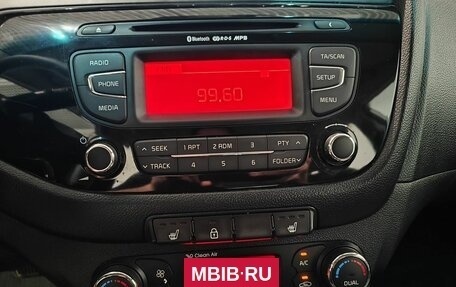 Bluetooth RDS MP3
RADIO
PHONE
MEDIA
TA/SCAN
SETUP
MENU
99.60
SEEK 1 RPT 2 RDM 3 PTY
TRACK 4 5 6 FOLDER
Clean Air
A/C
DUAL
MIB.RU